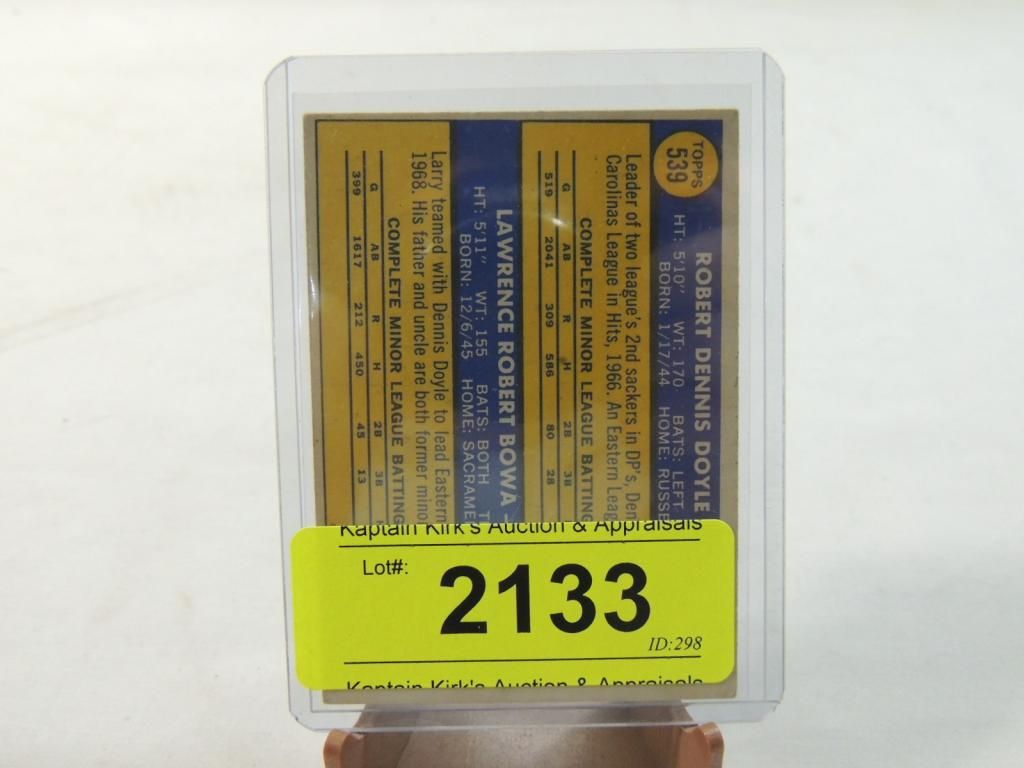 TOPPS
539
ROBERT DENNIS DOYLE
HT: 5'10" WT: 170 BATS: LEFT
BORN: 1/17/44 HOME: RUSSE
Leader of two league's 2nd sackers in DP's, Den
Carolinas League in Hits, 1966. An Eastern Leag
COMPLETE MINOR LEAGUE BATTING
G AB R H 2B 3B
519 2041 309 586 80 28
LAWRENCE ROBERT BOWA
HT: 5'11" WT: 155 BATS: BOTH T
BORN: 12/6/45 HOME: SACRAME
Larry teamed with Dennis Doyle to lead Eastern
1968. His father and uncle are both former mino
COMPLETE MINOR LEAGUE BATTING
G AB R H 2B 3B
399 1617 212 450 45 13
Kaptain Kirk's Auction & Appraisals
Lot#: 2133
ID:298
Kaptain Kirk's Auction & Appraisals